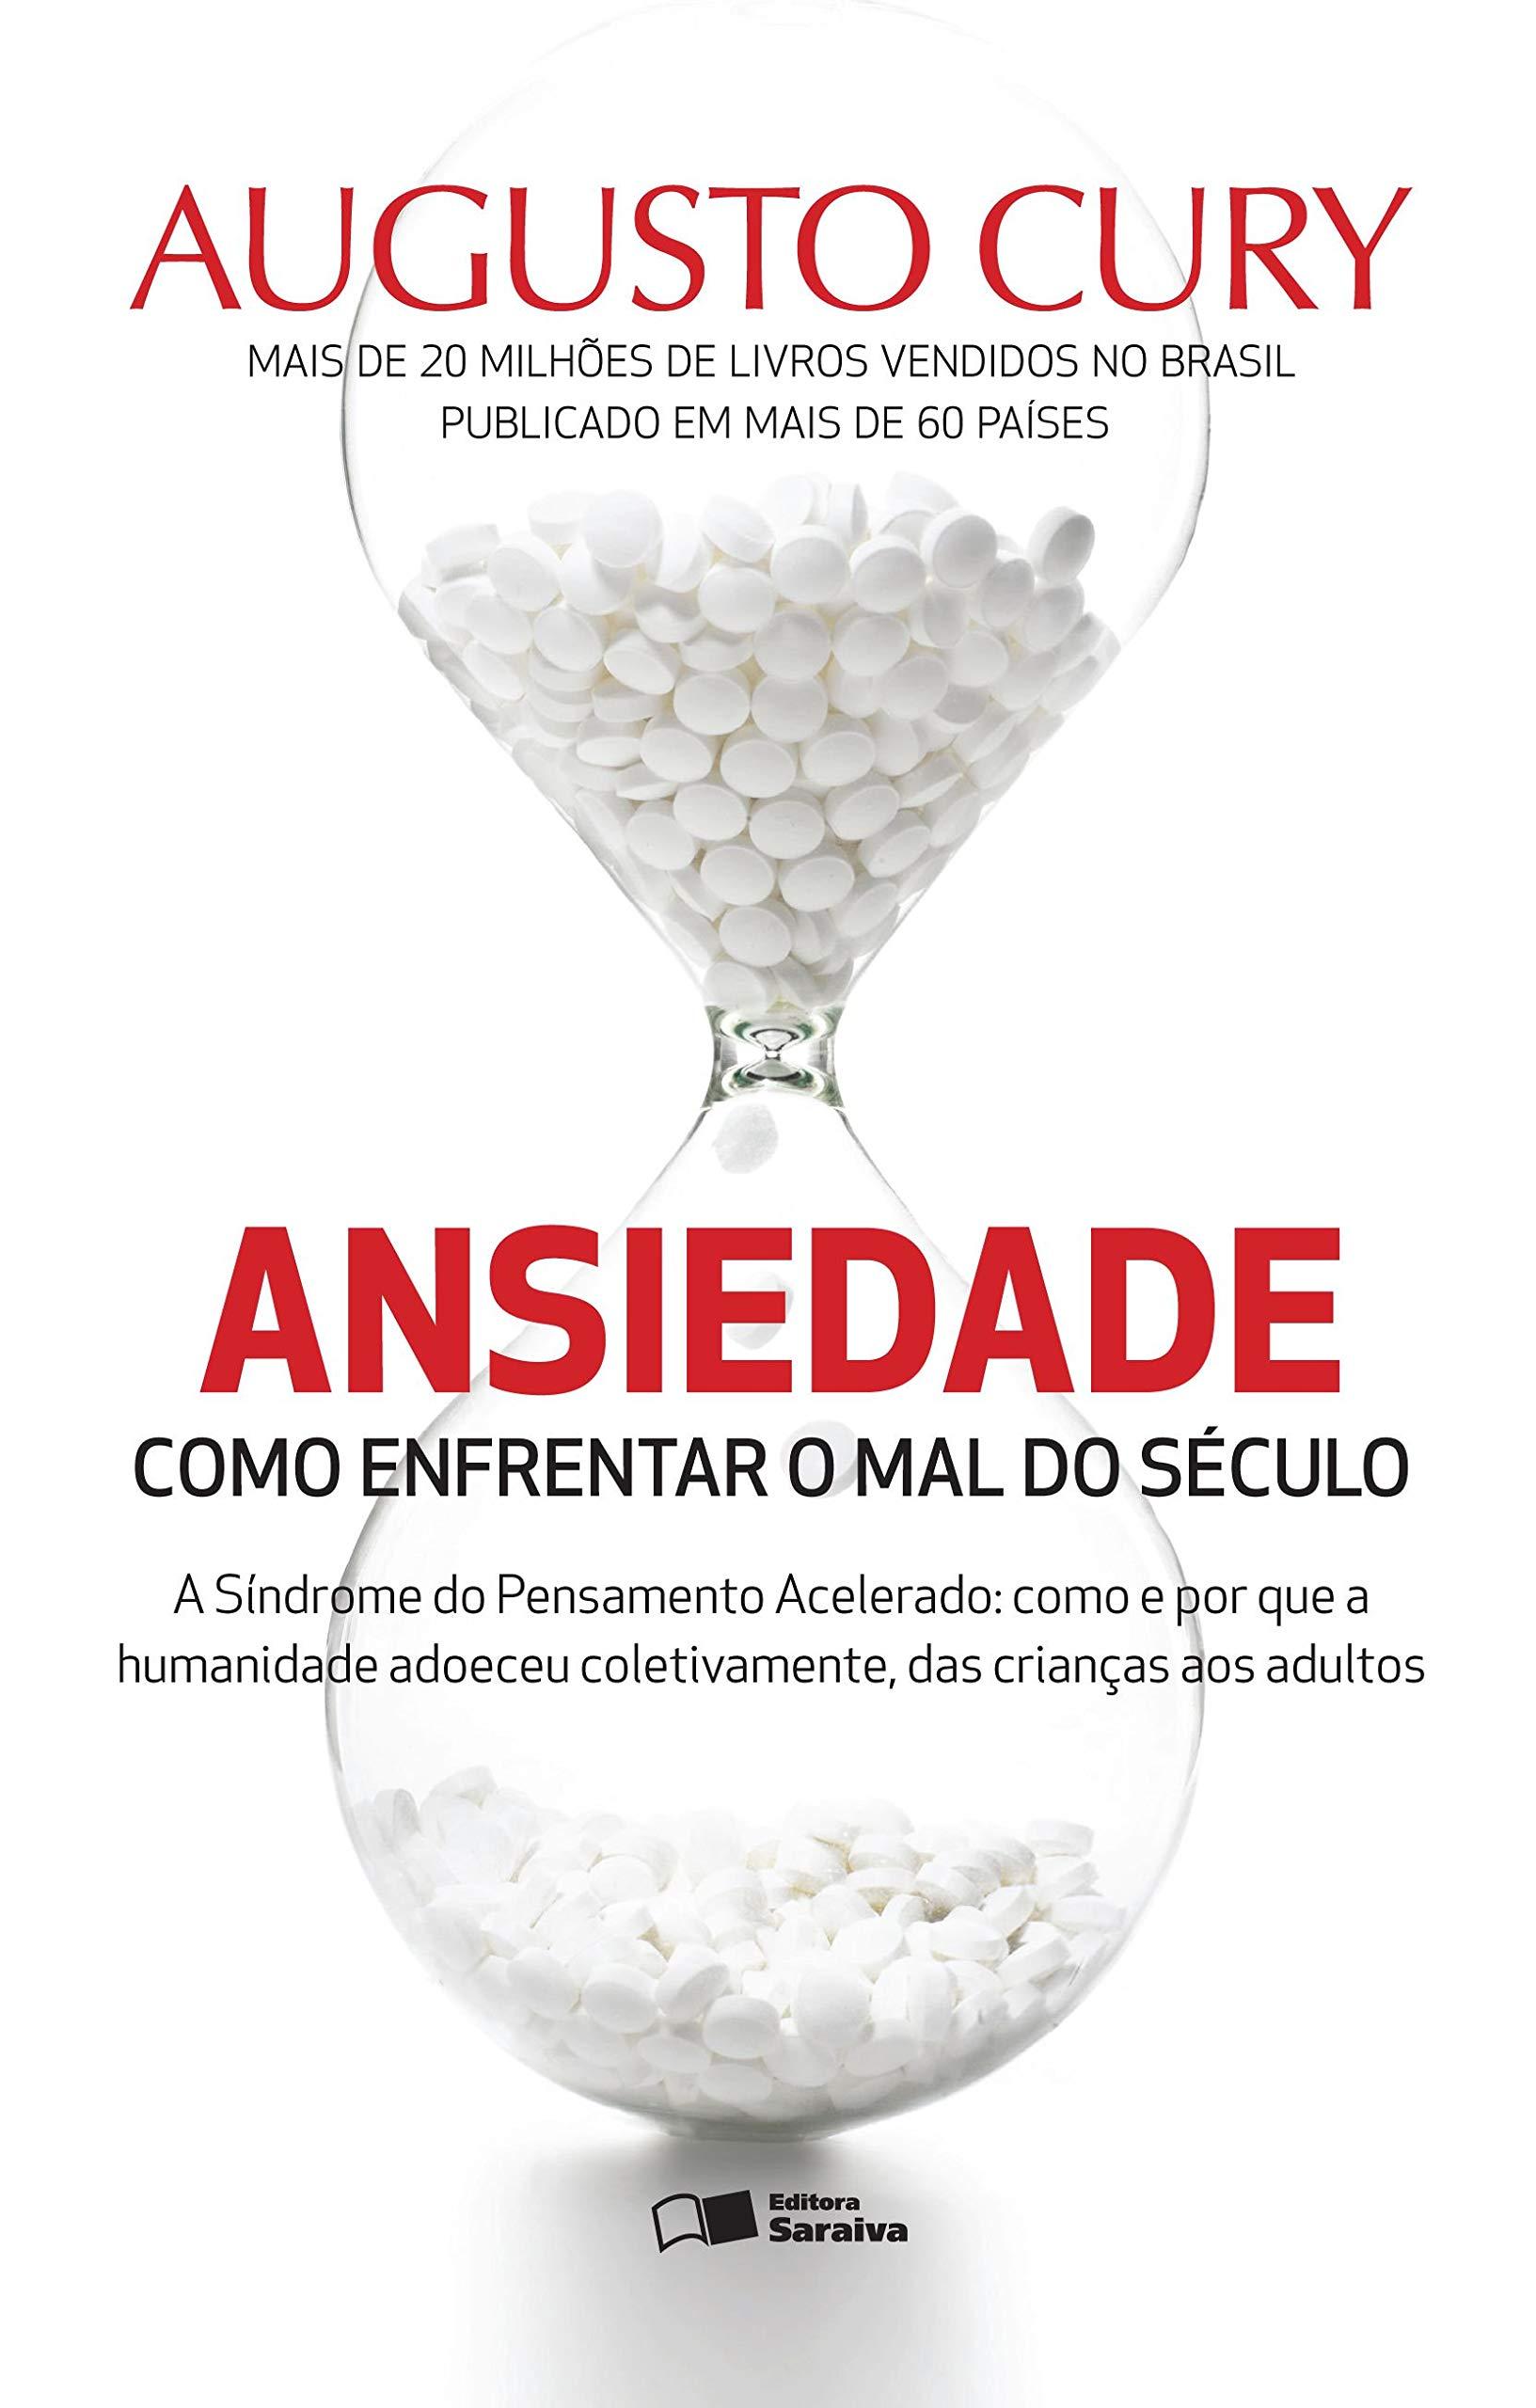 AUGUSTO CURY
MAIS DE 20 MILHÕES DE LIVROS VENDIDOS NO BRASIL
PUBLICADO EM MAIS DE 60 PAÍSES
ANSIEDADE
COMO ENFRENTAR O MAL DO SÉCULO
A Síndrome do Pensamento Acelerado: como e por que a
humanidade adoeceu coletivamente, das crianças aos adultos
Editora
Saraiva